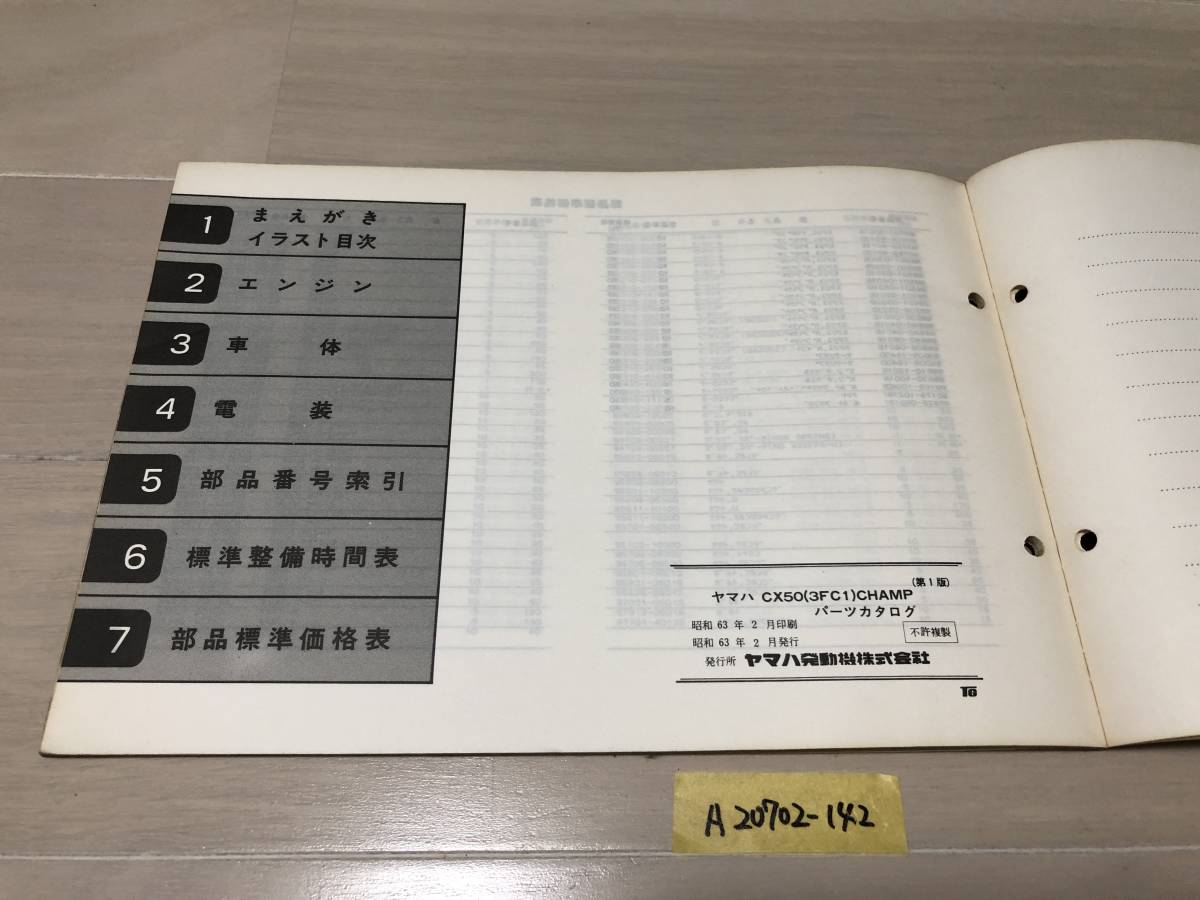 1 まえがき
イラスト目次
2 エンジン
3 車体
4 電装
5 部品番号索引
6 標準整備時間表
7 部品標準価格表
(第1版)
ヤマハ CX50(3FC1)CHAMP
パーツカタログ
昭和 63 年 2 月印刷
昭和 63 年 2 月発行
不許複製
発行所 ヤマハ発動機株式会社
A20702-142